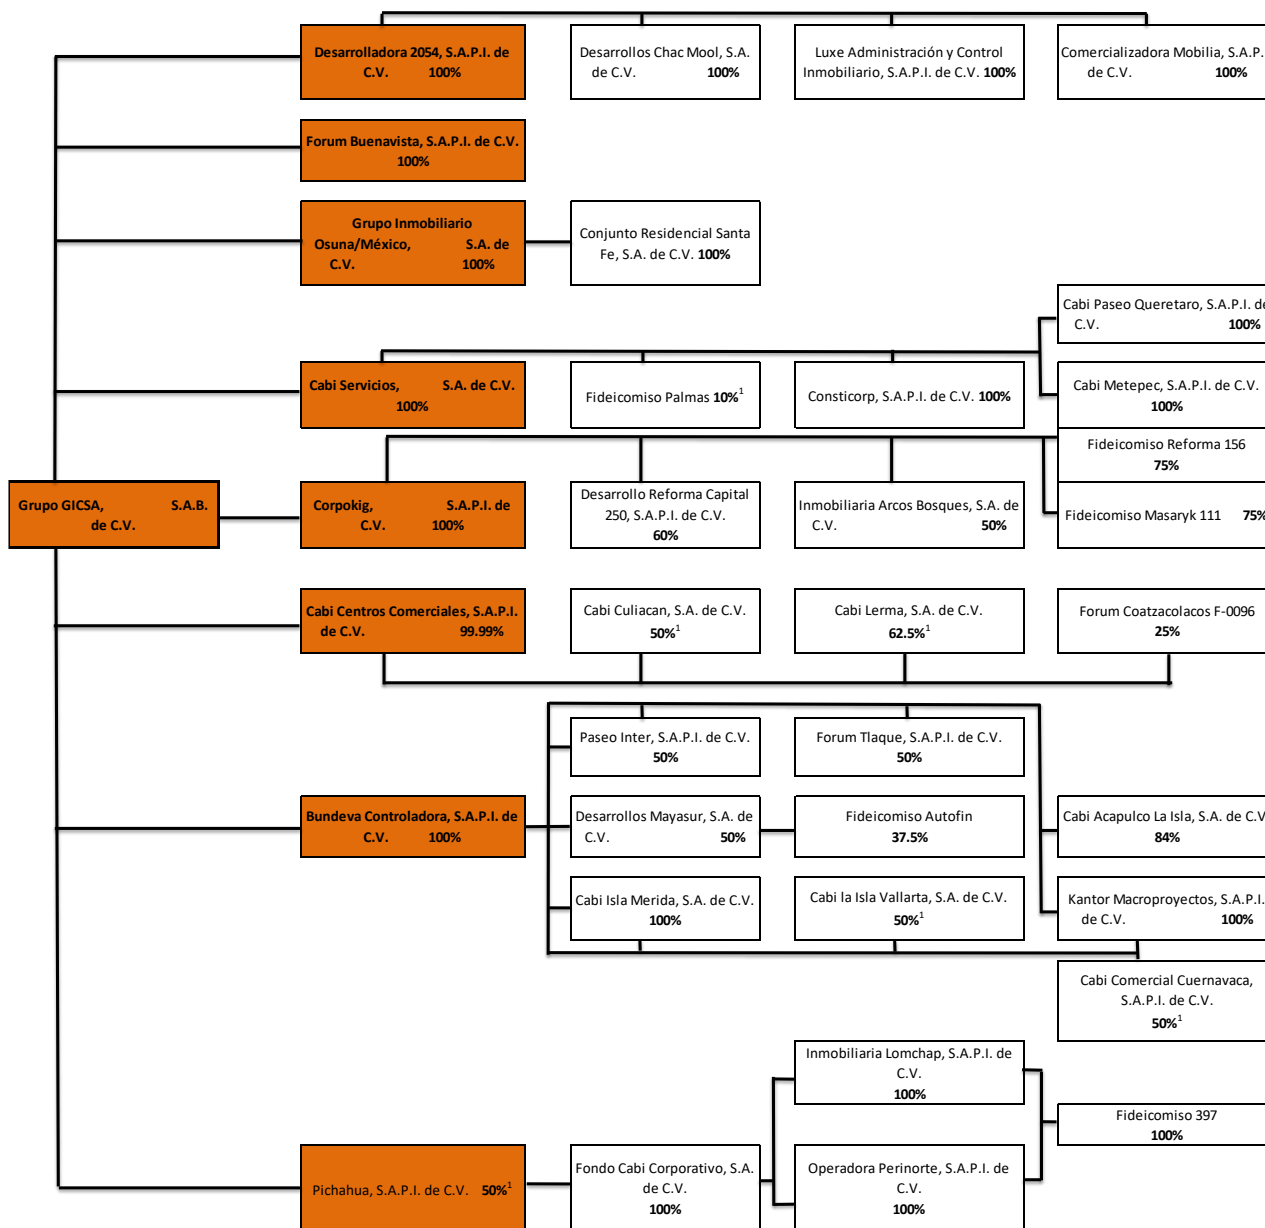 Desarrolladora 2054, S.A.P.I. de
C.V. 100%
Desarrollos Chac Mool, S.A.
de C.V. 100%
Luxe Administración y Control
Inmobiliario, S.A.P.I. de C.V. 100%
Comercializadora Mobilia, S.A.P.
de C.V. 100%
Forum Buenavista, S.A.P.I. de C.V.
100%
Grupo Inmobiliario
Osuna/México, S.A. de
C.V. 100%
Conjunto Residencial Santa
Fe, S.A. de C.V. 100%
Cabi Paseo Queretaro, S.A.P.I. de
C.V. 100%
Cabi Servicios, S.A. de C.V.
100%
Fideicomiso Palmas 10%1
Consticorp, S.A.P.I. de C.V. 100%
Cabi Metepec, S.A.P.I. de C.V.
100%
Fideicomiso Reforma 156
75%
Grupo GICSA, S.A.B.
de C.V.
Corpokig, S.A.P.I. de
C.V. 100%
Desarrollo Reforma Capital
250, S.A.P.I. de C.V.
60%
Inmobiliaria Arcos Bosques, S.A. de
C.V. 50%
Fideicomiso Masaryk 111 75%
Cabi Centros Comerciales, S.A.P.I.
de C.V. 99.99%
Cabi Culiacan, S.A. de C.V.
50%1
Cabi Lerma, S.A. de C.V.
62.5%1
Forum Coatzacolacos F-0096
25%
Paseo Inter, S.A.P.I. de C.V.
50%
Forum Tlaque, S.A.P.I. de C.V.
50%
Bundeva Controladora, S.A.P.I. de
C.V. 100%
Desarrollos Mayasur, S.A. de
C.V. 50%
Fideicomiso Autofin
37.5%
Cabi Acapulco La Isla, S.A. de C.V
84%
Cabi Isla Merida, S.A. de C.V.
100%
Cabi la Isla Vallarta, S.A. de C.V.
50%1
Kantor Macroproyectos, S.A.P.I.
de C.V. 100%
Cabi Comercial Cuernavaca,
S.A.P.I. de C.V.
50%1
Inmobiliaria Lomchap, S.A.P.I. de
C.V.
100%
Fideicomiso 397
100%
Pichahua, S.A.P.I. de C.V. 50%1
Fondo Cabi Corporativo, S.A.
de C.V.
100%
Operadora Perinorte, S.A.P.I. de
C.V.
100%